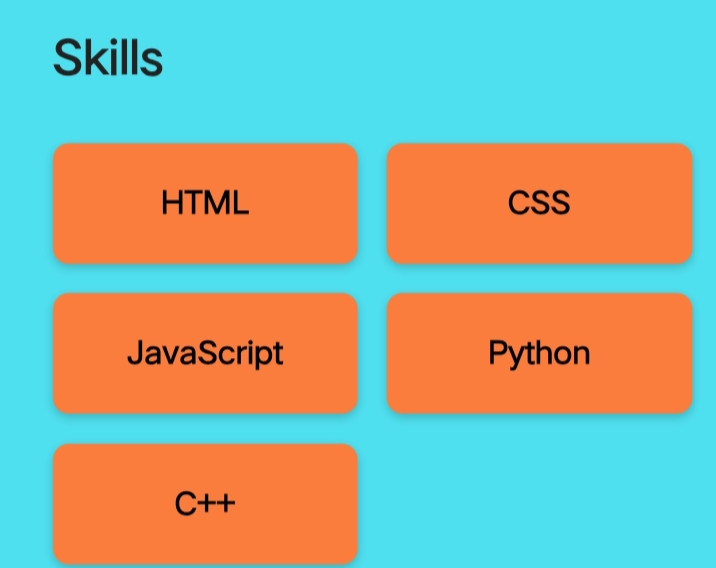 Skills
HTML
CSS
JavaScript
Python
C++